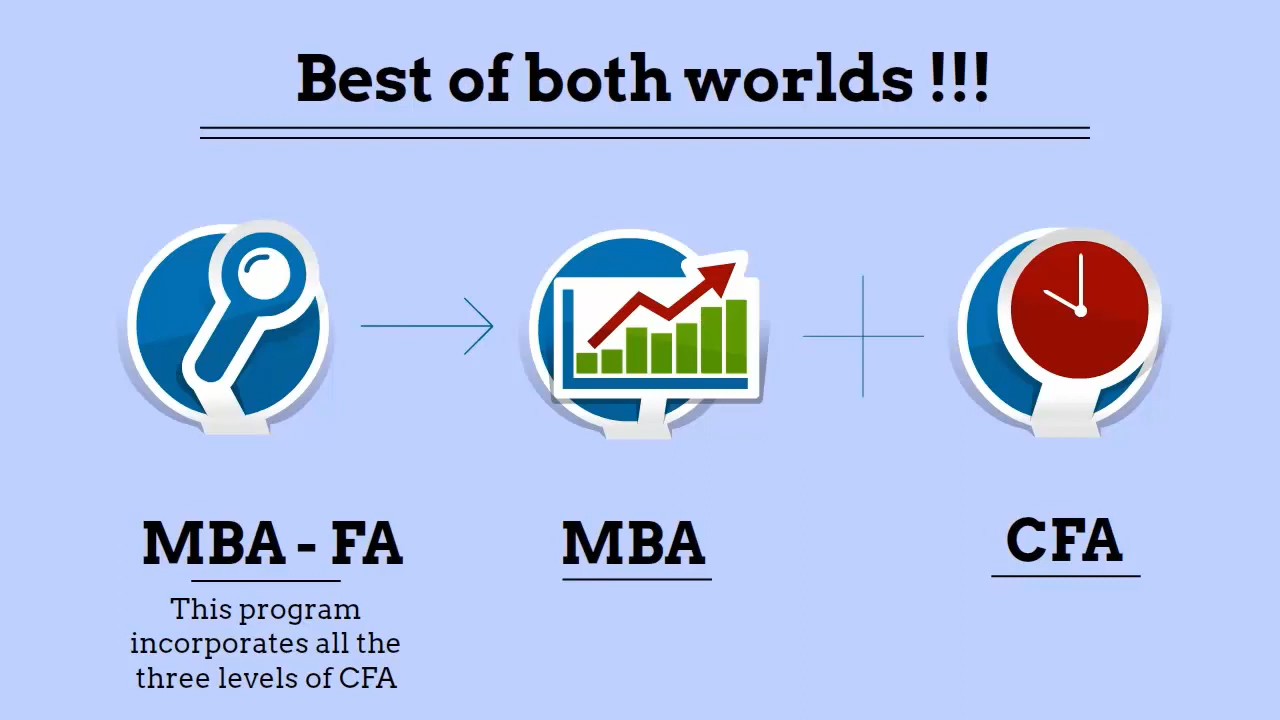 Best of both worlds !!!
MBA - FA
This program
incorporates all the
three levels of CFA
MBA
CFA